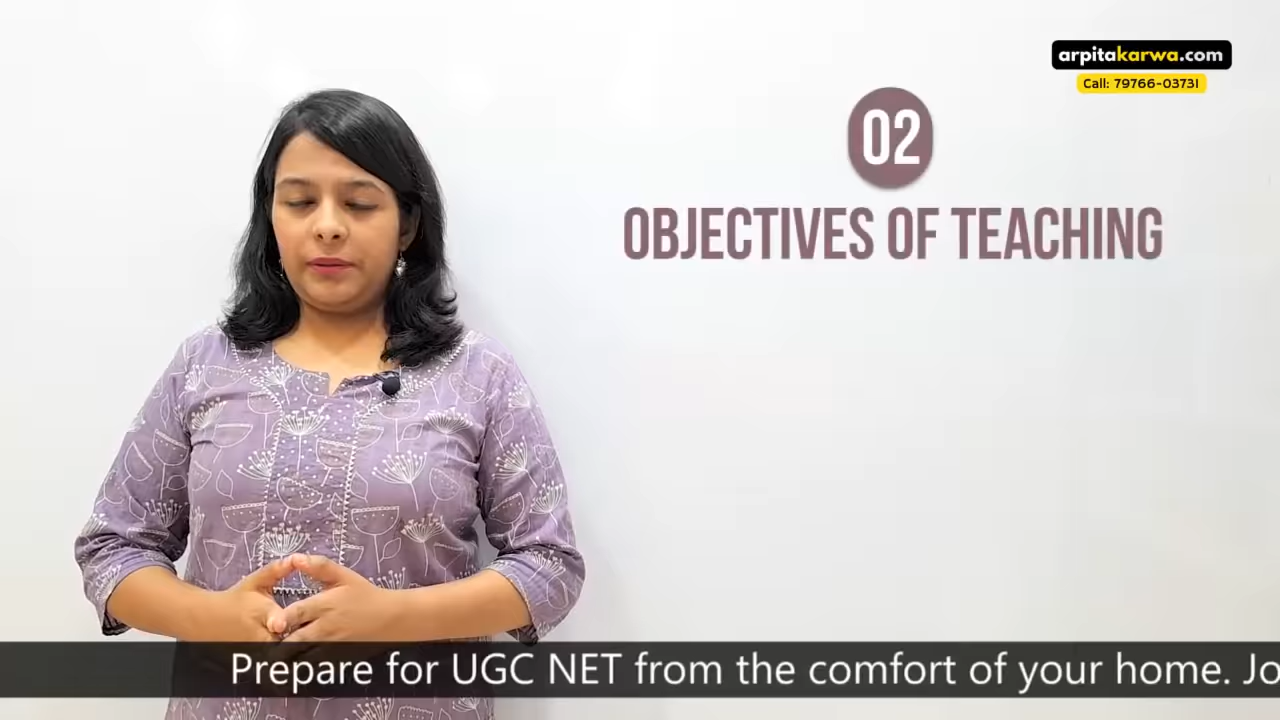 arpitakarwa.com
Call: 79766-03731
02
OBJECTIVES OF TEACHING
Prepare for UGC NET from the comfort of your home. Jo